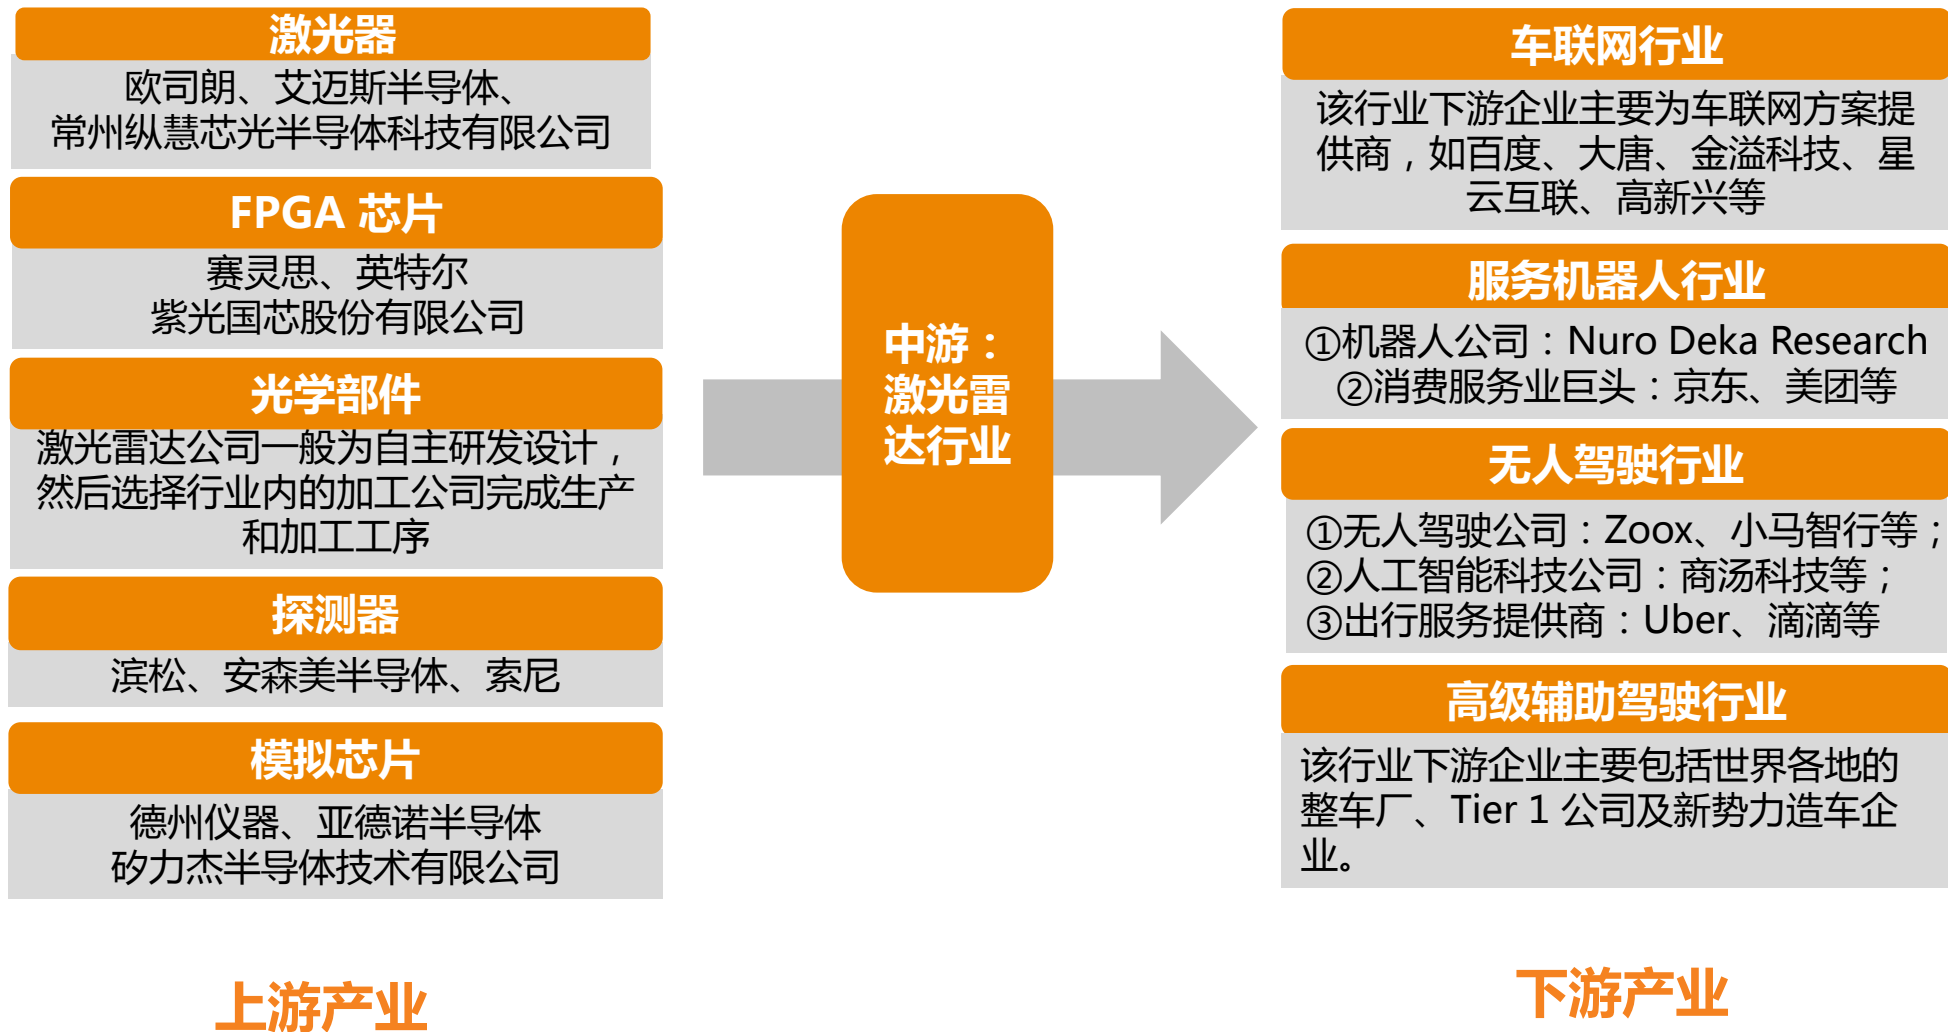 激光器
欧司朗、艾迈斯半导体、
常州纵慧芯光半导体科技有限公司
FPGA 芯片
赛灵思、英特尔
紫光国芯股份有限公司
光学部件
激光雷达公司一般为自主研发设计，
然后选择行业内的加工公司完成生产
和加工工序
探测器
滨松、安森美半导体、索尼
模拟芯片
德州仪器、亚德诺半导体
矽力杰半导体技术有限公司
上游产业
中游：
激光雷
达行业
车联网行业
该行业下游企业主要为车联网方案提
供商，如百度、大唐、金溢科技、星
云互联、高新兴等
服务机器人行业
①机器人公司：Nuro Deka Research
②消费服务业巨头：京东、美团等
无人驾驶行业
①无人驾驶公司：Zoox、小马智行等；
②人工智能科技公司：商汤科技等；
③出行服务提供商：Uber、滴滴等
高级辅助驾驶行业
该行业下游企业主要包括世界各地的
整车厂、Tier 1 公司及新势力造车企
业。
下游产业